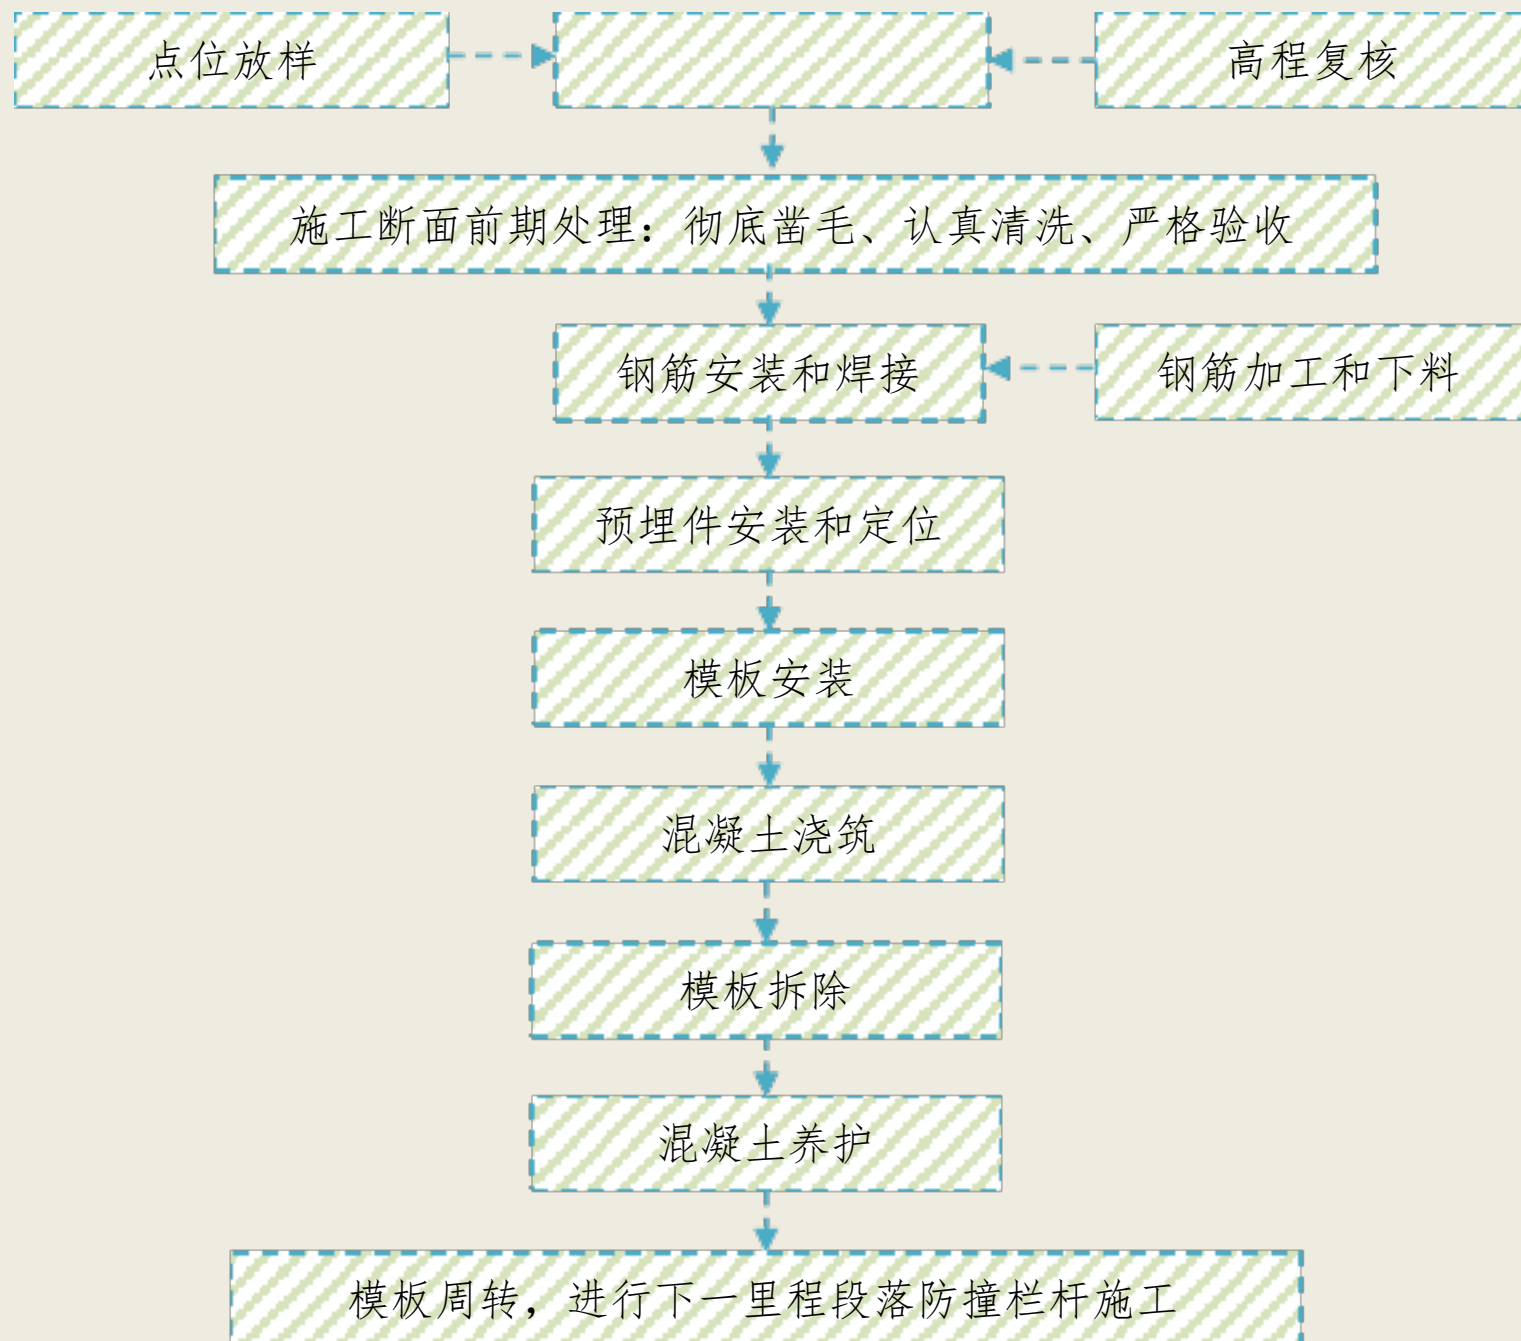 点位放样
高程复核
施工断面前期处理：彻底凿毛、认真清洗、严格验收
钢筋安装和焊接
钢筋加工和下料
预埋件安装和定位
模板安装
混凝土浇筑
模板拆除
混凝土养护
模板周转，进行下一里程段落防撞栏杆施工